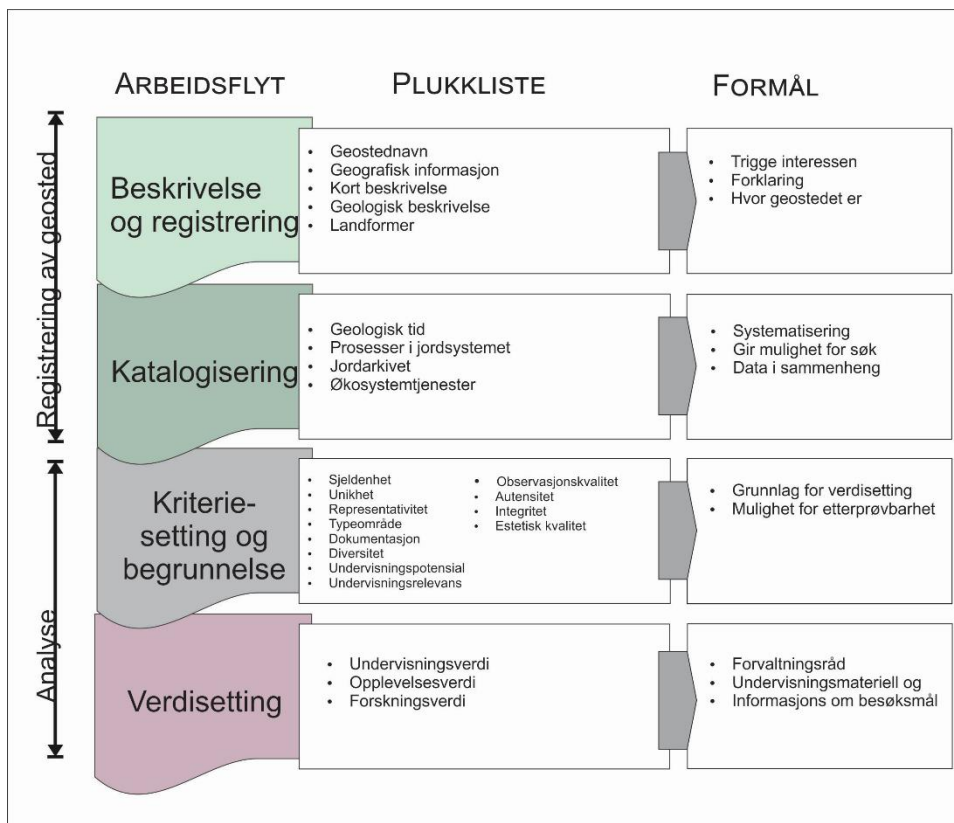 ARBEIDSFLYT
PLUKKLISTE
FORMÅL
Registrering av geosted
Beskrivelse
og registrering
• Geostednavn
• Geografisk informasjon
• Kort beskrivelse
• Geologisk beskrivelse
• Landformer
• Trigge interessen
• Forklaring
• Hvor geostedet er
Katalogisering
• Geologisk tid
• Prosesser i jordsystemet
• Jordarkivet
• Økosystemtjenester
• Systematisering
• Gir mulighet for søk
• Data i sammenheng
Analyse
Kriterie-
setting og
begrunnelse
• Sjeldenhet
• Unikhet
• Representativitet
• Typeområde
• Dokumentasjon
• Diversitet
• Undervisningspotensial
• Undervisningsrelevans
• Observasjonskvalitet
• Autensitet
• Integritet
• Estetisk kvalitet
• Grunnlag for verdisetting
• Mulighet for etterprøvbarhet
Verdisetting
• Undervisningsverdi
• Opplevelsesverdi
• Forskningsverdi
• Forvaltningsråd
• Undervisningsmateriell og
• Informasjons om besøksmål